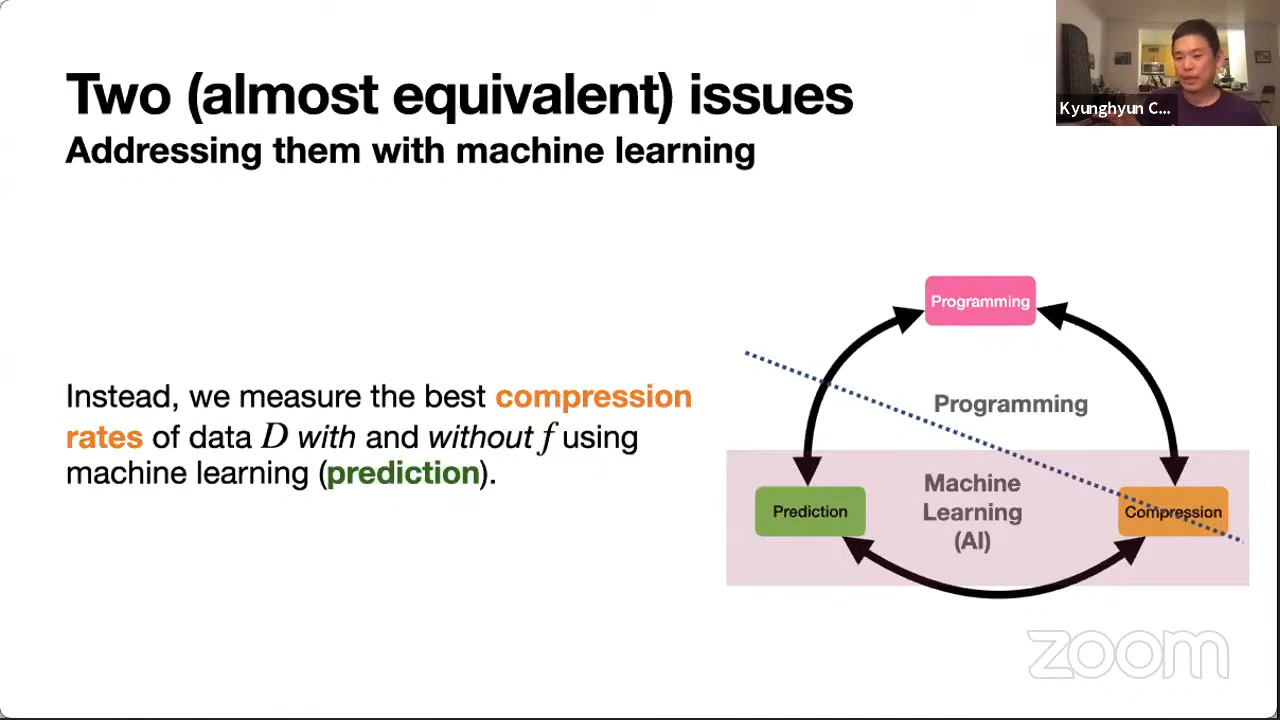 Two (almost equivalent) issues
Addressing them with machine learning
Kyunghyun C...
Instead, we measure the best compression
rates of data D with and without f using
machine learning (prediction).
Programming
Programming
Machine
Learning
(AI)
Prediction
Compression
zoom